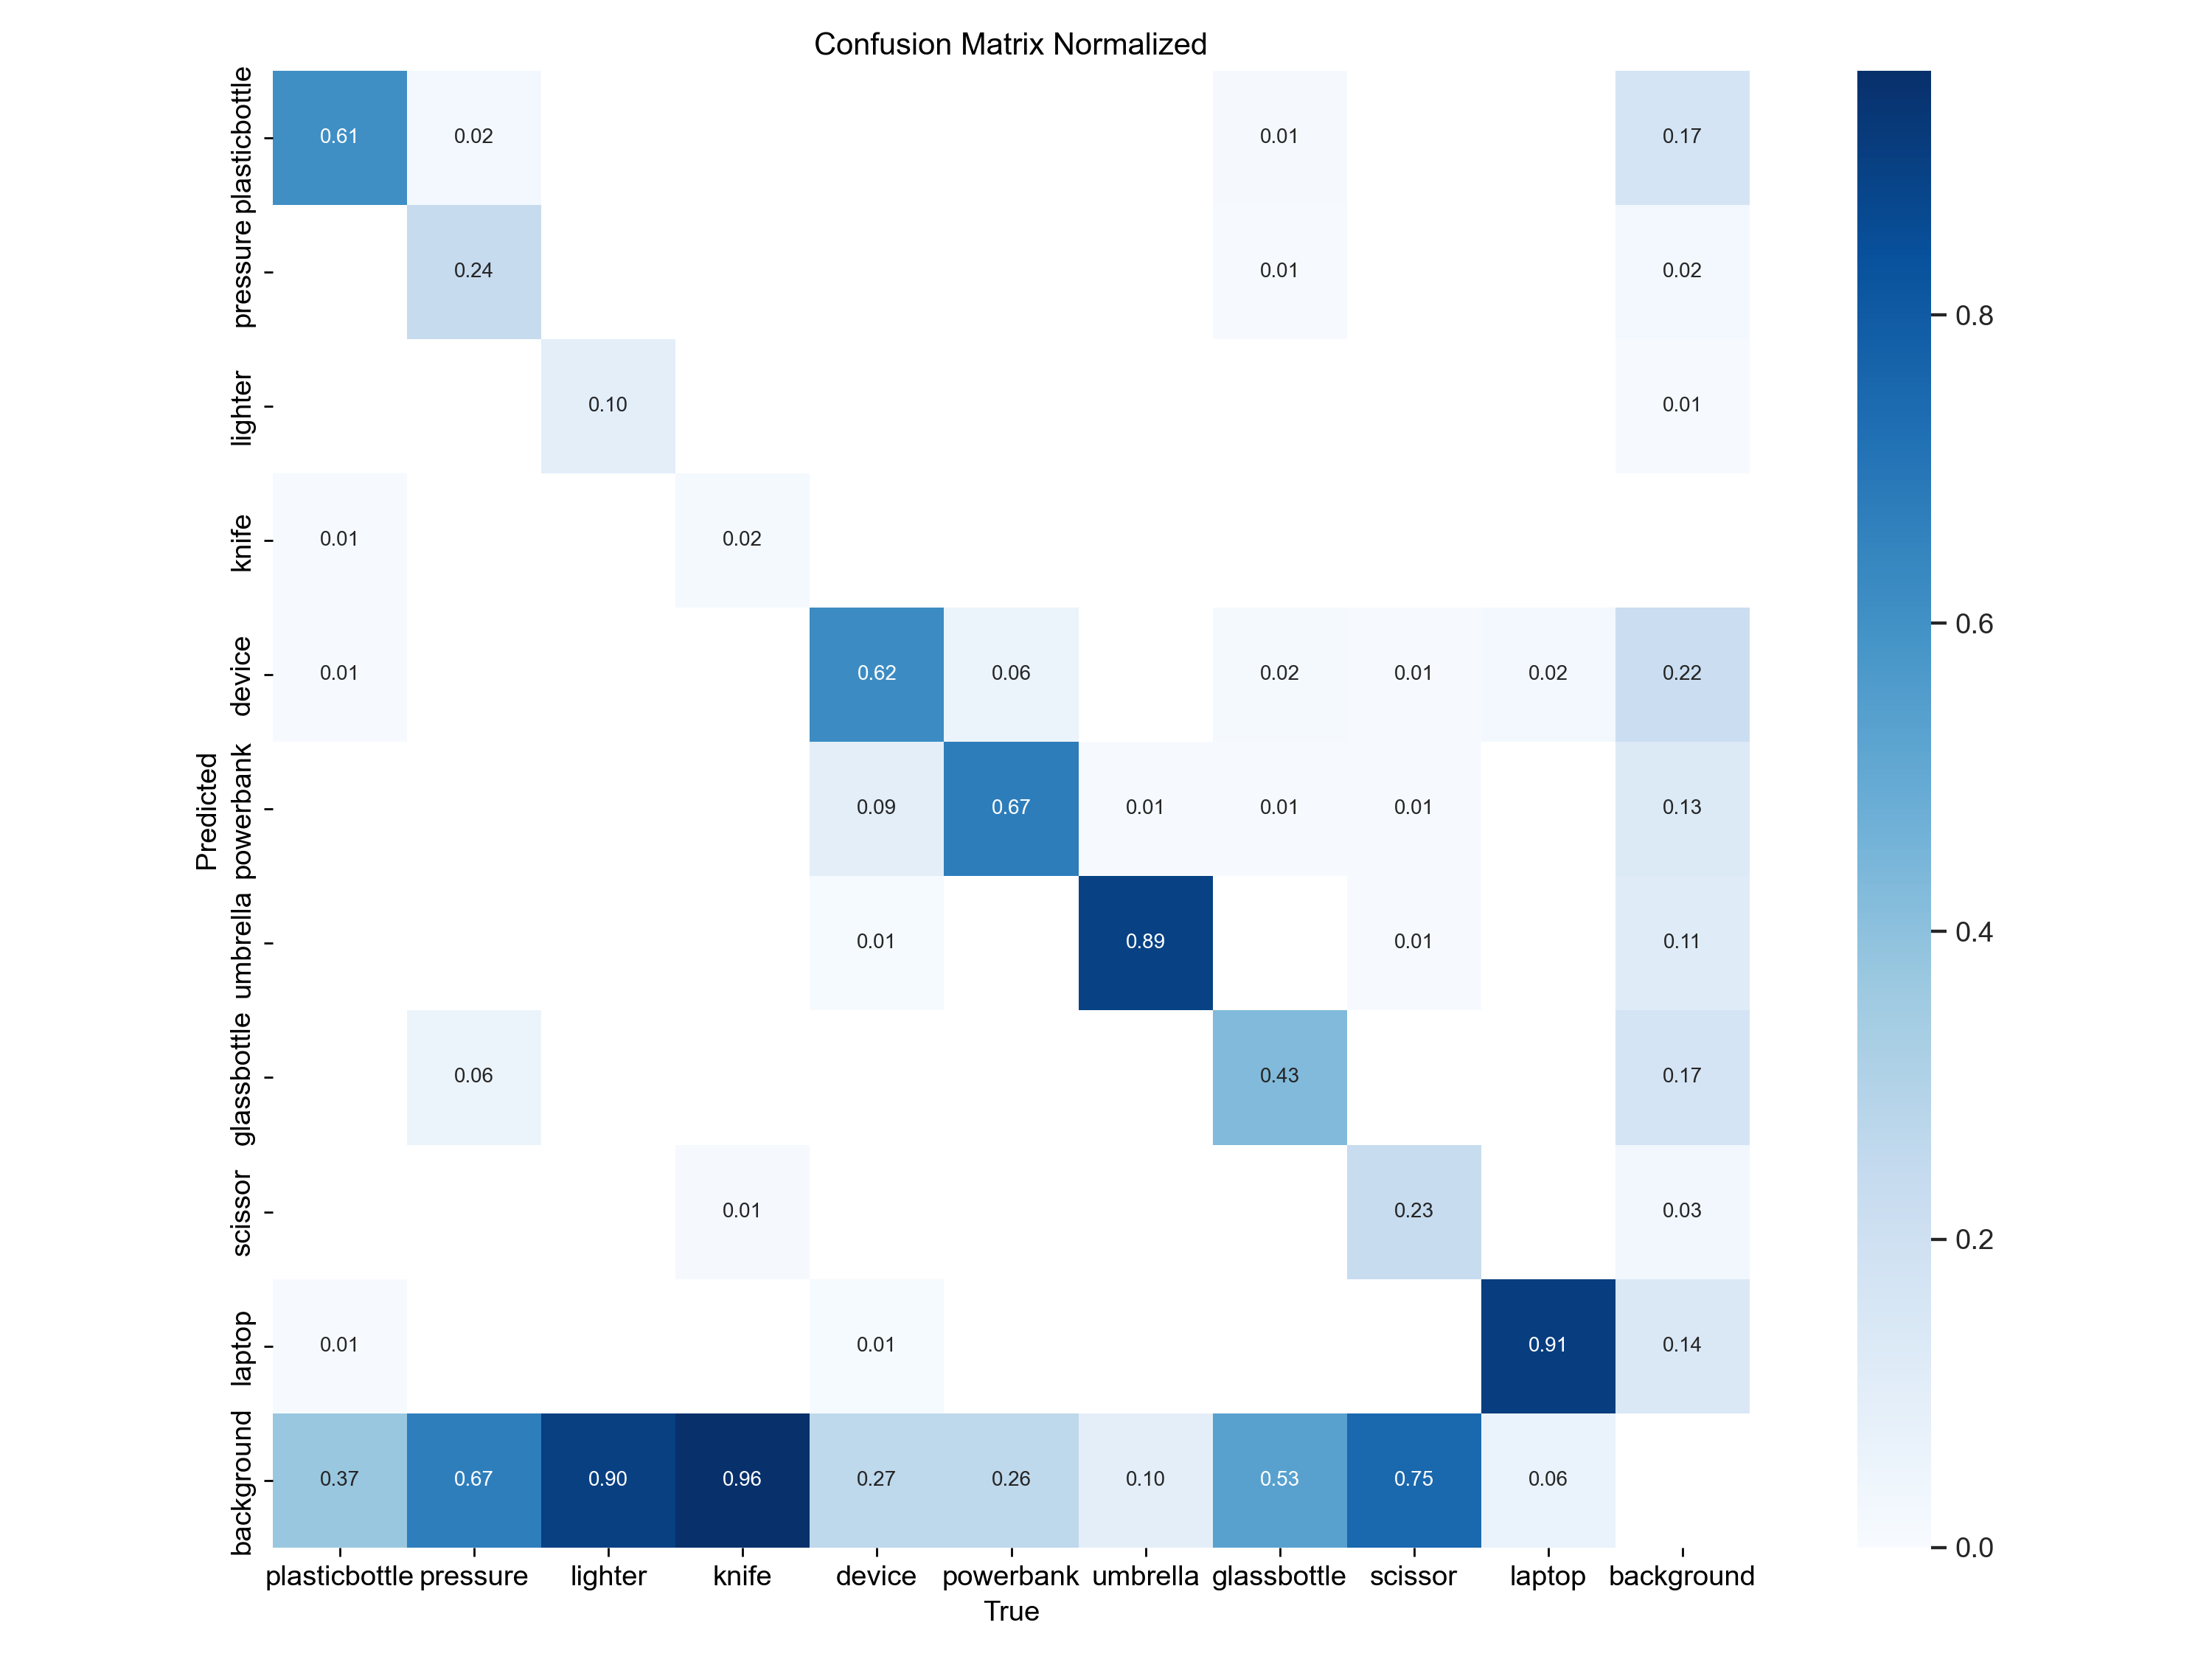 Confusion Matrix Normalized
plasticbottle 0.61 0.02 0.01 0.17
pressure 0.24 0.01 0.02
lighter 0.10 0.01
knife 0.01 0.02
device 0.01 0.62 0.06 0.02 0.01 0.02 0.22
powerbank 0.09 0.67 0.01 0.01 0.01 0.13
umbrella 0.01 0.89 0.01 0.11
glassbottle 0.06 0.43 0.17
scissor 0.01 0.23 0.03
laptop 0.01 0.01 0.91 0.14
background 0.37 0.67 0.90 0.96 0.27 0.26 0.10 0.53 0.75 0.06
plasticbottle pressure lighter knife device powerbank umbrella glassbottle scissor laptop background
True
Predicted
0.8
0.6
0.4
0.2
0.0